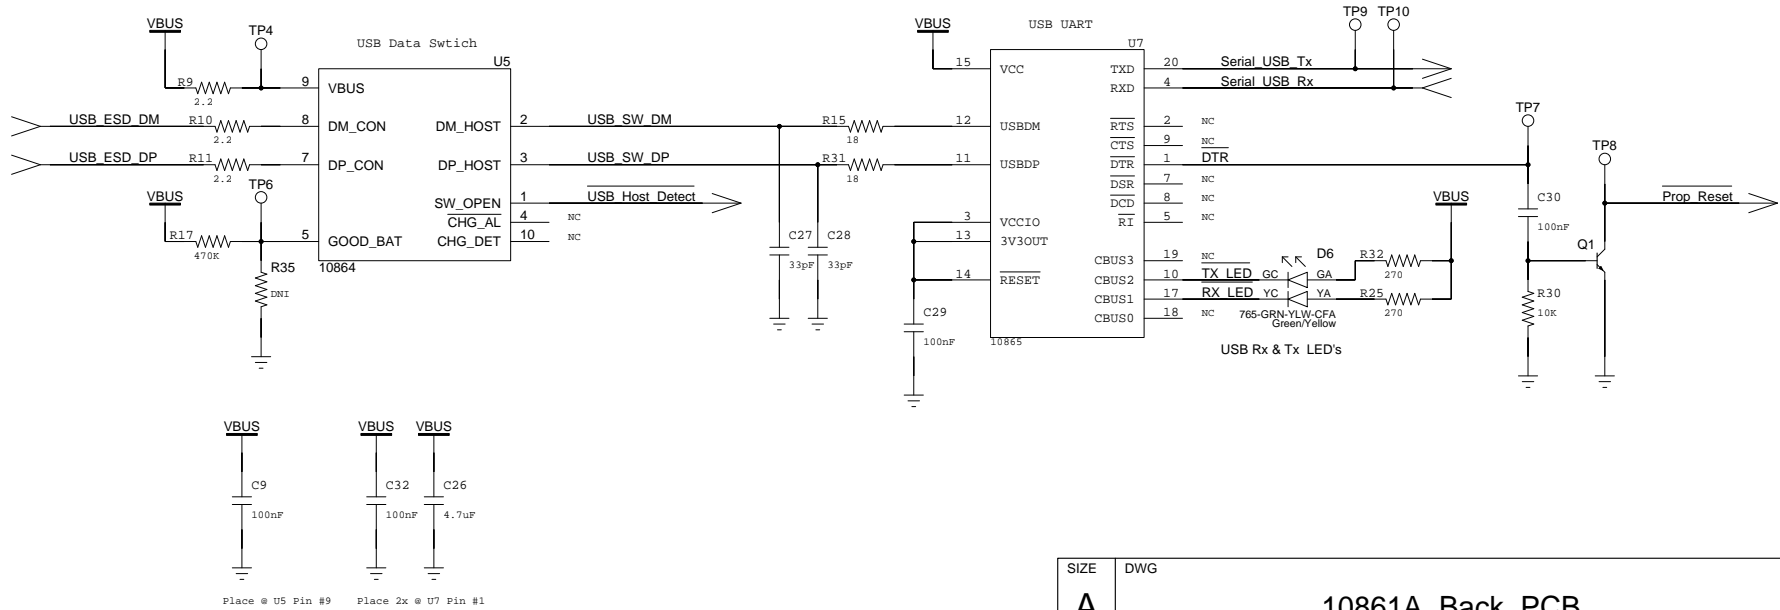 VBUS
TP4
USB Data Swtich
U5
R9
2.2
9
VBUS
USB_ESD_DM
R10
2.2
8
DM_CON
DM_HOST
2
USB_SW_DM
USB_ESD_DP
R11
2.2
7
DP_CON
DP_HOST
3
USB_SW_DP
TP6
VBUS
SW_OPEN
1
USB_Host_Detect
CHG_AL
4
NC
R17
470K
5
GOOD_BAT
CHG_DET
10
NC
10864
R35
DNI
C27
33pF
C28
33pF
R15
18
R31
18
VBUS
USB UART
U7
15
VCC
TXD
20
Serial_USB_Tx
TP9
TP10
RXD
4
Serial_USB_Rx
12
USBDM
RTS
2
NC
CTS
9
NC
11
USBDP
DTR
1
DTR
DSR
7
NC
DCD
8
NC
3
VCCIO
RI
5
NC
13
3V3OUT
CBUS3
19
NC
14
RESET
CBUS2
10
TX_LED
GC
GA
CBUS1
17
RX_LED
YC
YA
CBUS0
18
NC
D6
765-GRN-YLW-CFA
Green/Yellow
USB Rx & Tx LED's
R32
270
R25
270
VBUS
C29
100nF
10865
TP7
TP8
C30
100nF
Q1
R30
10K
Prop_Reset
VBUS
C9
100nF
Place @ U5 Pin #9
VBUS
C32
100nF
VBUS
C26
4.7uF
Place 2x @ U7 Pin #1
SIZE
A
DWG
10861A Back PCB